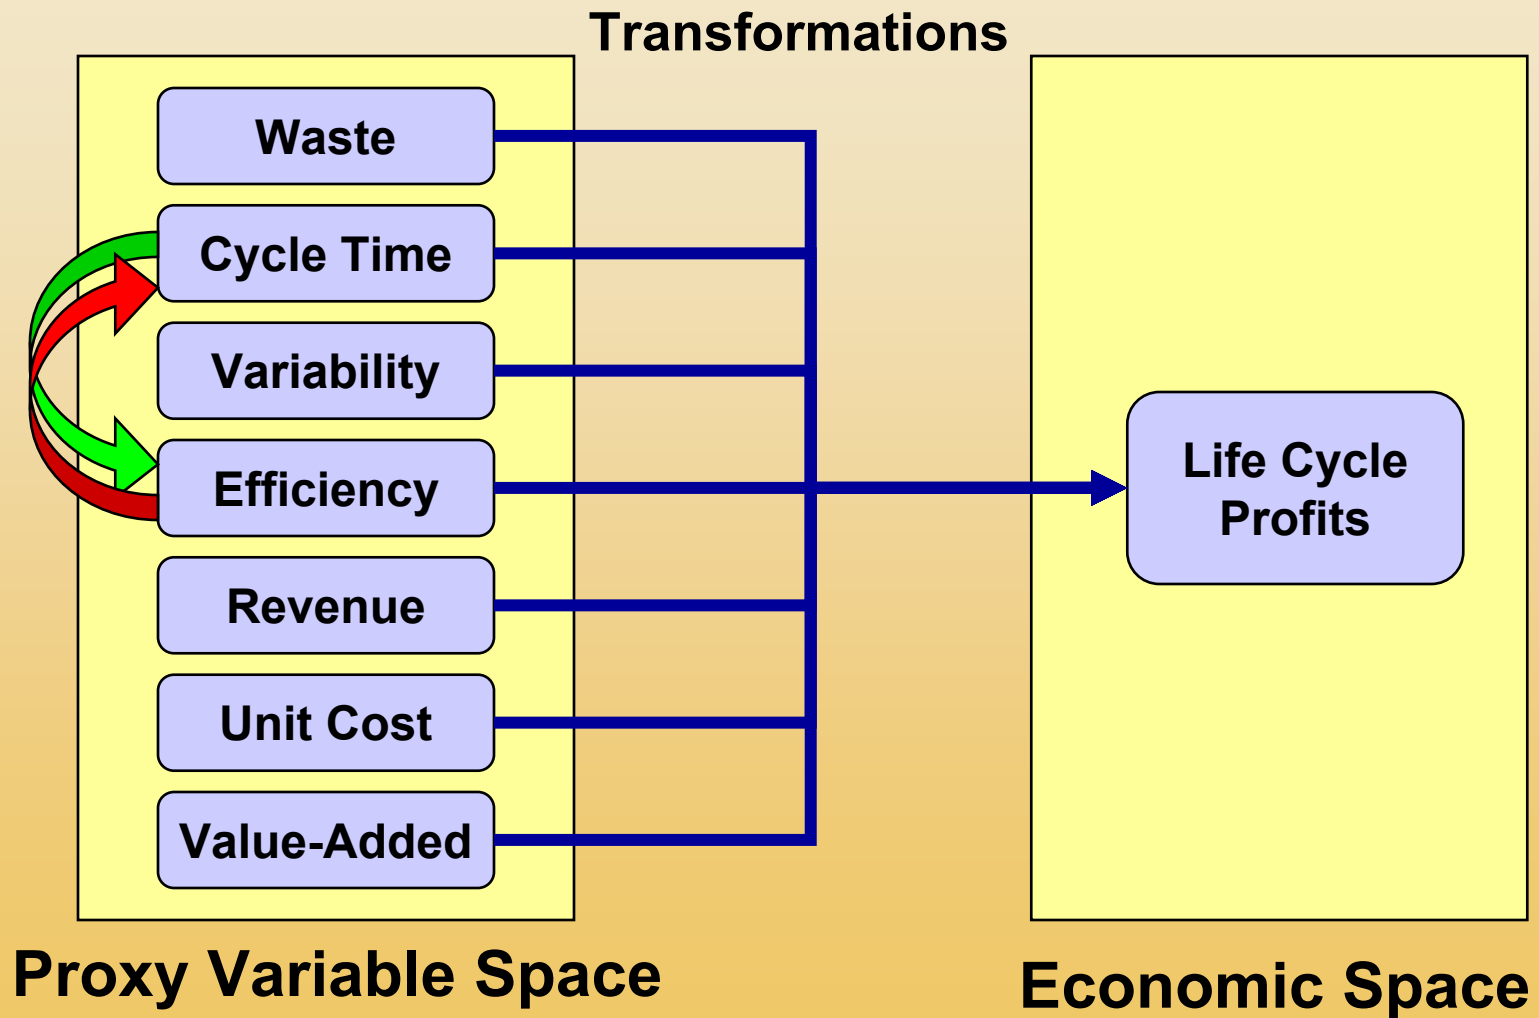 Transformations
Waste
Cycle Time
Variability
Efficiency
Revenue
Unit Cost
Value-Added
Life Cycle
Profits
Proxy Variable Space
Economic Space